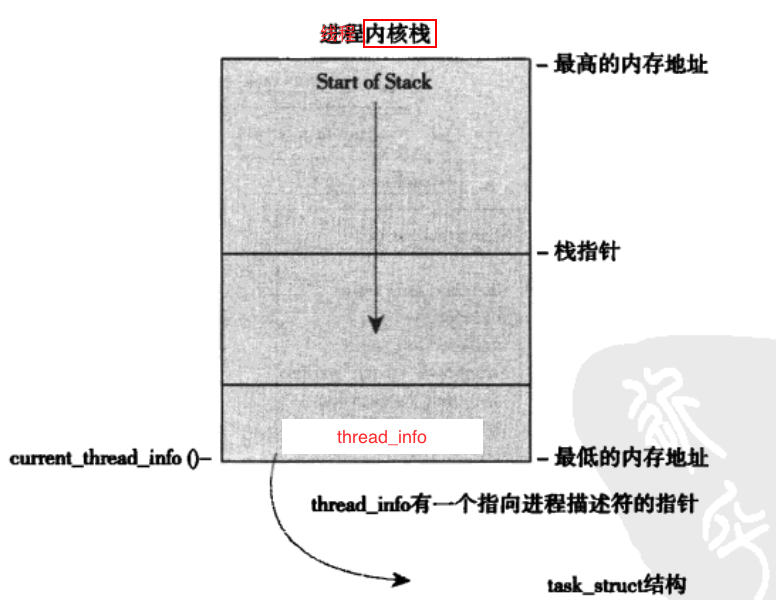 进程内核栈
最高的内存地址
Start of Stack
栈指针
thread_info
current_thread_info ()
最低的内存地址
thread_info有一个指向进程描述符的指针
task_struct结构